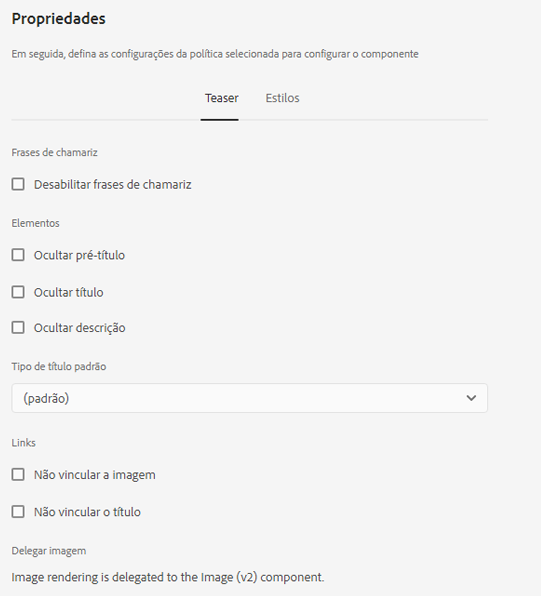 Propriedades
Em seguida, defina as configurações da política selecionada para configurar o componente
Teaser Estilos
Frases de chamariz
Desabilitar frases de chamariz
Elementos
Ocultar pré-título
Ocultar título
Ocultar descrição
Tipo de título padrão
(padrão)
Links
Não vincular a imagem
Não vincular o título
Delegar imagem
Image rendering is delegated to the Image (v2) component.